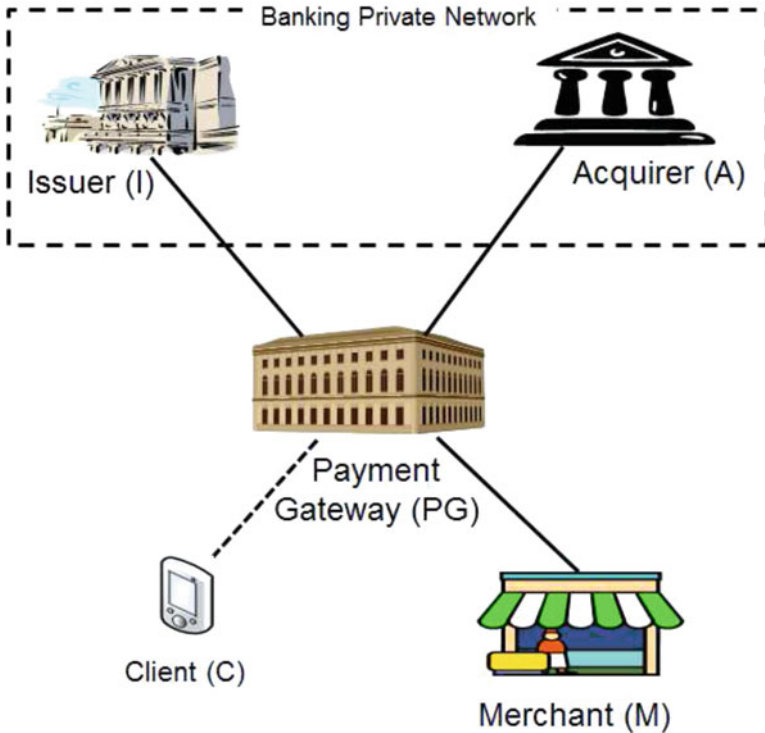 Banking Private Network
Issuer (I)
Acquirer (A)
Payment
Gateway (PG)
Client (C)
Merchant (M)